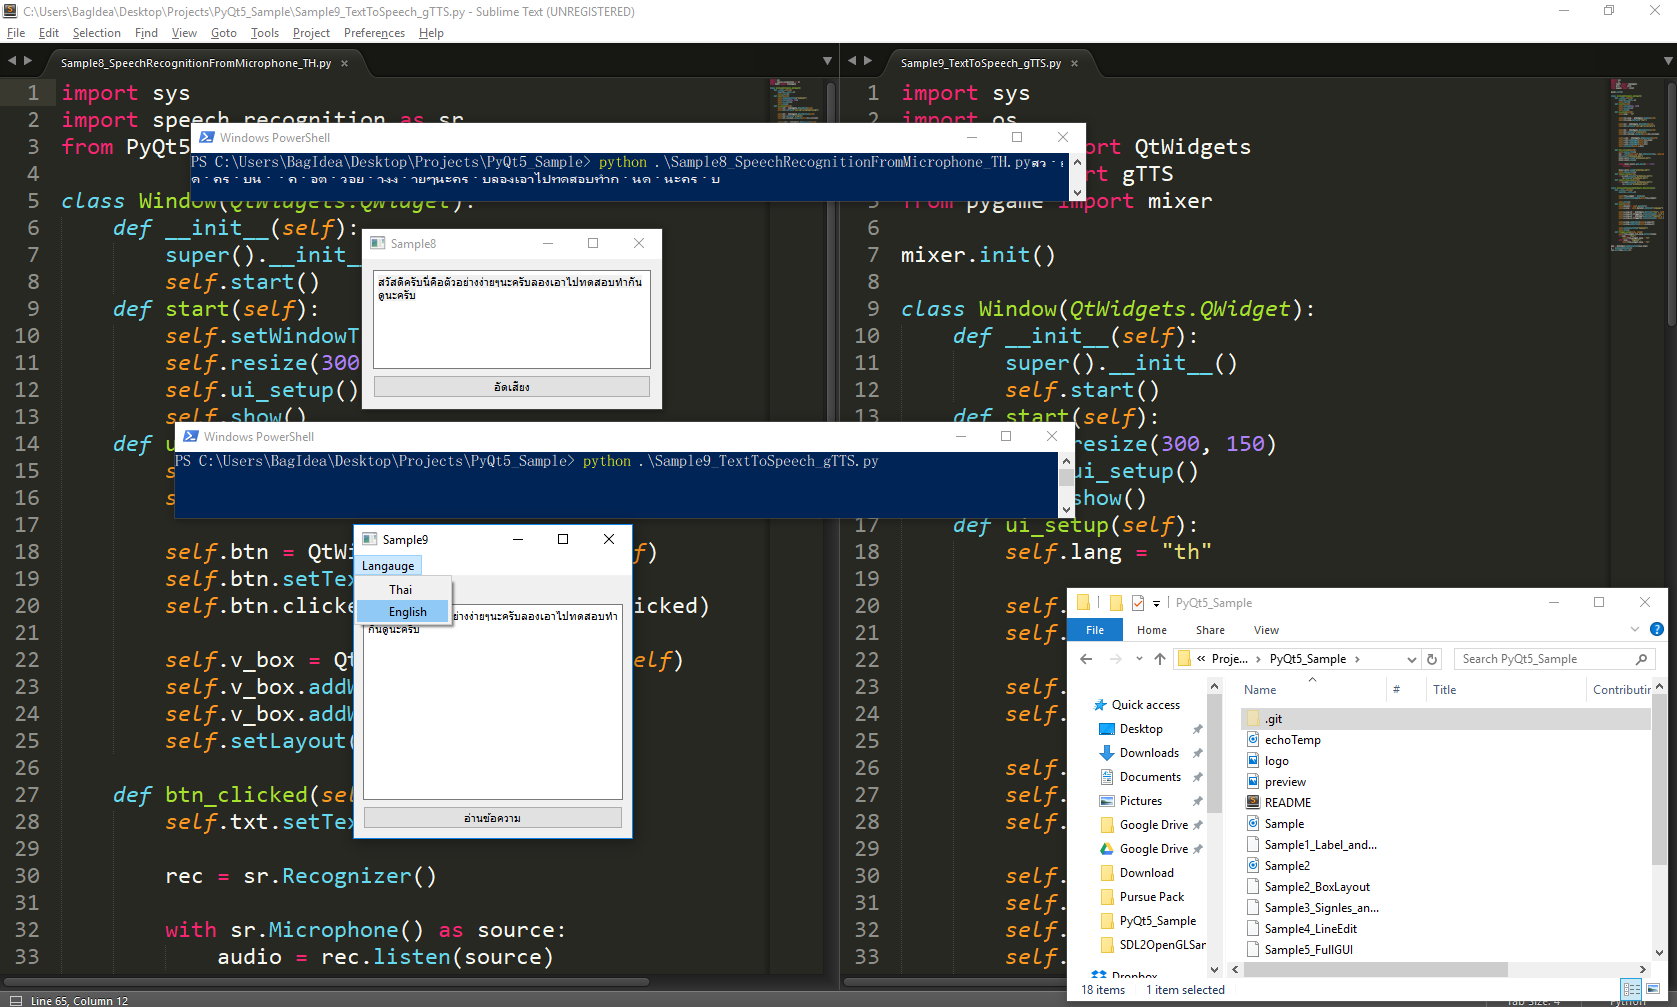 C:\Users\BagIdea\Desktop\Projects\PyQt5_Sample\Sample9_TextToSpeech_gTTS.py - Sublime Text (UNREGISTERED)
File Edit Selection Find View Goto Tools Project Preferences Help
Sample8_SpeechRecognitionFromMicrophone_TH.py
1 import sys
2 import speech_recognition as sr
3 from PyQt5
4
5 class Window(QtWidgets.QWidget):
6 def __init__(self):
7 super().__init__
8 self.start()
9 def start(self):
10 self.setWindowT
11 self.resize(300
12 self.ui_setup()
13 self.show()
14 def
15
16
17
18 self.btn = QtWi f)
19 self.btn.setTex
20 self.btn.clicke icked)
21
22 self.v_box = Qt elf)
23 self.v_box.addW
24 self.v_box.addW
25 self.setLayout(
26
27 def btn_clicked(sel
28 self.txt.setTex
29
30 rec = sr.Recognizer()
31
32 with sr.Microphone() as source:
33 audio = rec.listen(source)
Windows PowerShell
PS C:\Users\BagIdea\Desktop\Projects\PyQt5_Sample> python .\Sample8_SpeechRecognitionFromMicrophone_TH.py
Sample8
สวัสดีครับนี่คือตัวอย่างง่ายๆนะครับลองเอาไปทดสอบทำกัน
ดูนะครับ
อัดเสียง
Windows PowerShell
PS C:\Users\BagIdea\Desktop\Projects\PyQt5_Sample> python .\Sample9_TextToSpeech_gTTS.py
Sample9
Langauge
Thai
English
ย่างง่ายๆนะครับลองเอาไปทดสอบทำ
กันดูนะครับ
อ่านข้อความ
Sample9_TextToSpeech_gTTS.py
1 import sys
2 import os
ort QtWidgets
rt gTTS
5 from pygame import mixer
6
7 mixer.init()
8
9 class Window(QtWidgets.QWidget):
10 def __init__(self):
11 super().__init__()
12 self.start()
13 def start(self):
resize(300, 150)
ui_setup()
show()
17 def ui_setup(self):
18 self.lang = "th"
19
20 self.
21 self.
22
23 self.
24 self.
25
26 self.
27 self.
28 self.
29
30 self.
31 self.
32 self.
33 self.
PyQt5_Sample
File Home Share View
« Proje... › PyQt5_Sample ›
Search PyQt5_Sample
Name # Title Contributin
Quick access
Desktop
Downloads
Documents
Pictures
Google Drive
Google Drive
Download
Pursue Pack
PyQt5_Sample
SDL2OpenGLSar
Dropbox
.git
echoTemp
logo
preview
README
Sample
Sample1_Label_and...
Sample2
Sample2_BoxLayout
Sample3_Signles_an...
Sample4_LineEdit
Sample5_FullGUI
18 items 1 item selected
Line 65, Column 12
Tab Size: 4 Python